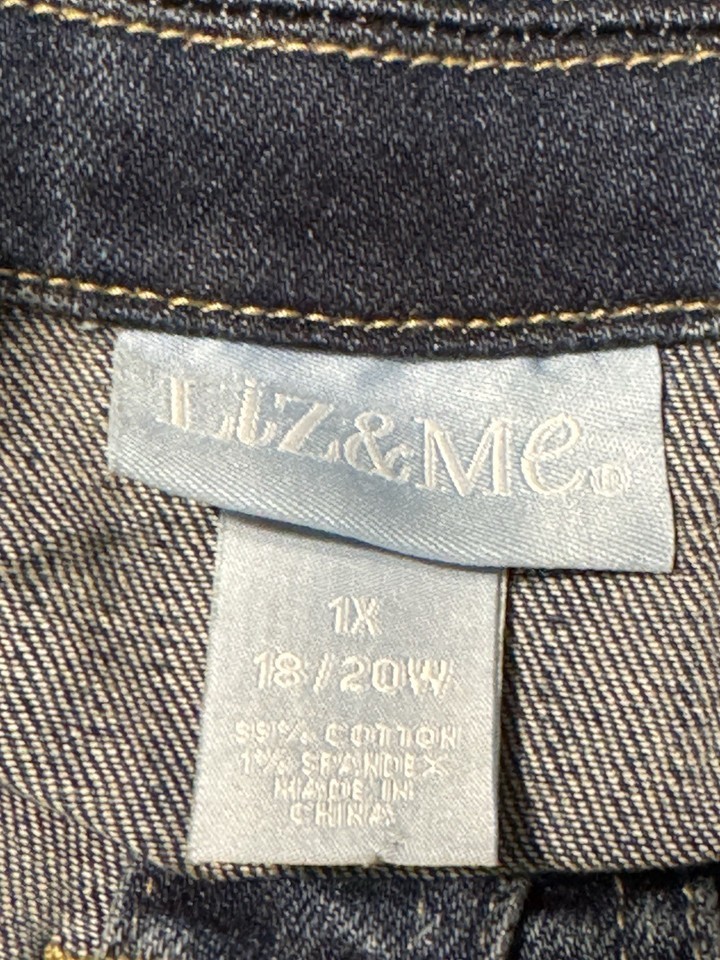 Liz&Me®
1X
18/20W
99% COTTON
1% SPANDEX
MADE IN
CHINA